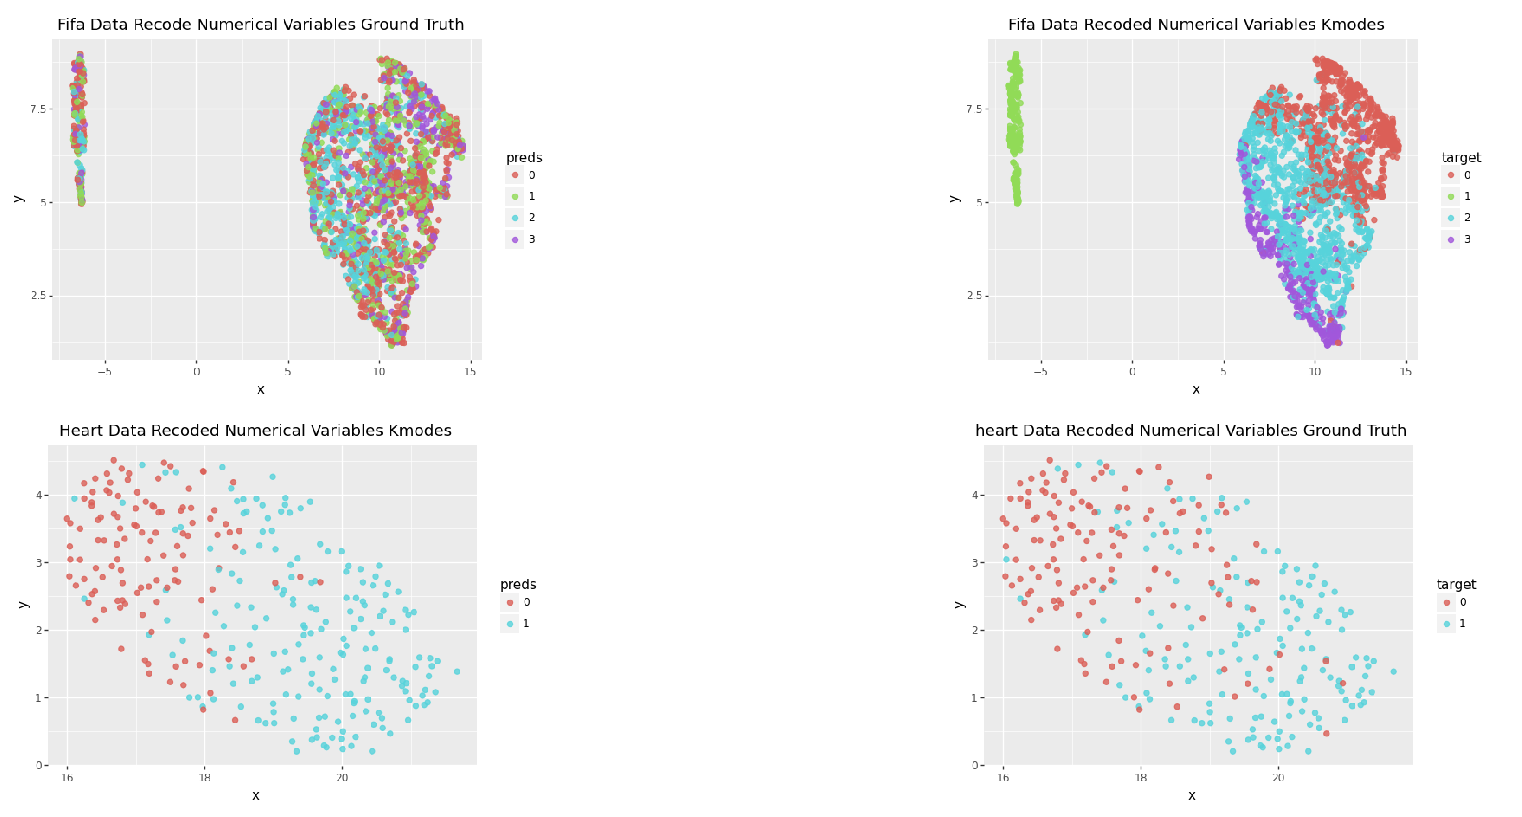 Fifa Data Recode Numerical Variables Ground Truth
7.5
5
2.5
y
−5
0
5
10
15
x
preds
0
1
2
3
Fifa Data Recoded Numerical Variables Kmodes
7.5
5
2.5
y
−5
0
5
10
15
x
target
0
1
2
3
Heart Data Recoded Numerical Variables Kmodes
4
3
2
1
0
y
16
18
20
x
preds
0
1
heart Data Recoded Numerical Variables Ground Truth
4
3
2
1
0
y
16
18
20
x
target
0
1